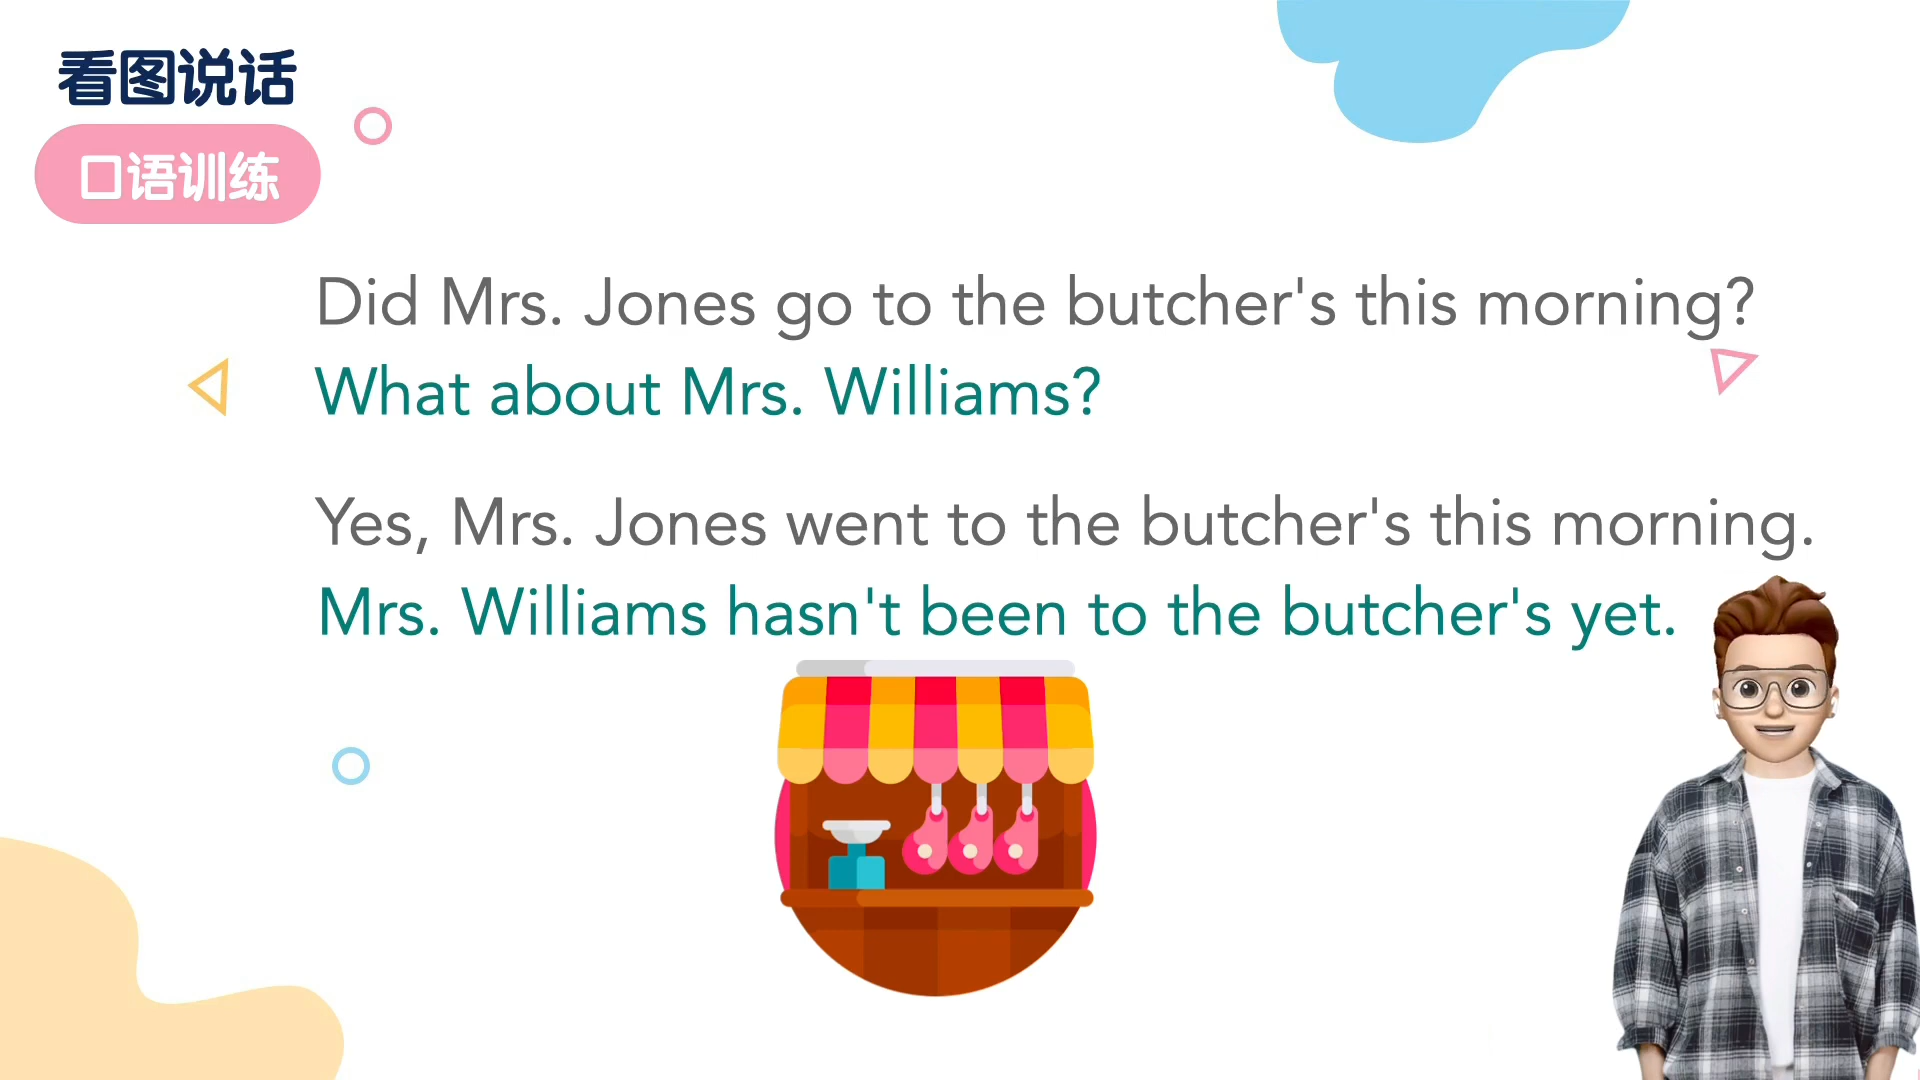 看图说话
口语训练
Did Mrs. Jones go to the butcher's this morning?
What about Mrs. Williams?
Yes, Mrs. Jones went to the butcher's this morning.
Mrs. Williams hasn't been to the butcher's yet.